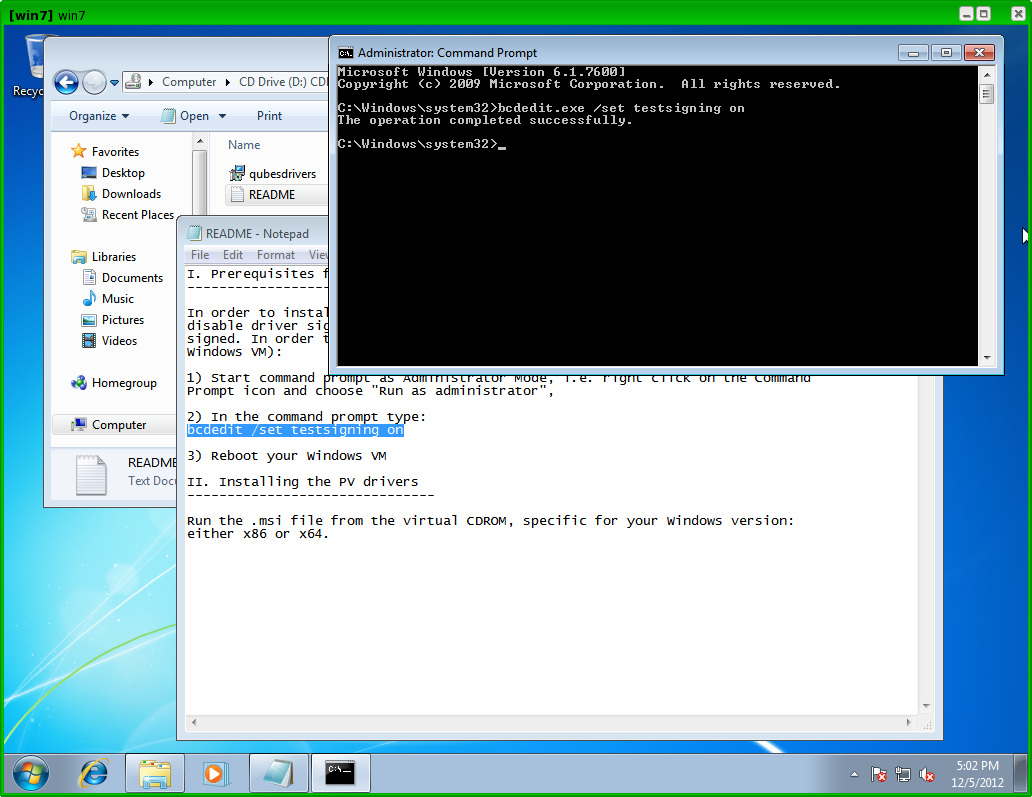 [win7] win7
Recyc
Computer CD Drive (D:) CD
Organize Open Print
Favorites
Desktop
Downloads
Recent Places
Libraries
Documents
Music
Pictures
Videos
Homegroup
Computer
Name
qubesdrivers
README
README
Text Docu
Administrator: Command Prompt
Microsoft Windows [Version 6.1.7600]
Copyright (c) 2009 Microsoft Corporation.  All rights reserved.
C:\Windows\system32>bcdedit.exe /set testsigning on
The operation completed successfully.
C:\Windows\system32>_
README - Notepad
File Edit Format View
I. Prerequisites f
------------------
In order to instal
disable driver sig
signed. In order t
Windows VM):
1) Start command prompt as Administrator Mode, i.e. right click on the Command
Prompt icon and choose "Run as administrator",
2) In the command prompt type:
bcdedit /set testsigning on
3) Reboot your Windows VM
II. Installing the PV drivers
-------------------------------
Run the .msi file from the virtual CDROM, specific for your Windows version:
either x86 or x64.
C:\_
5:02 PM
12/5/2012